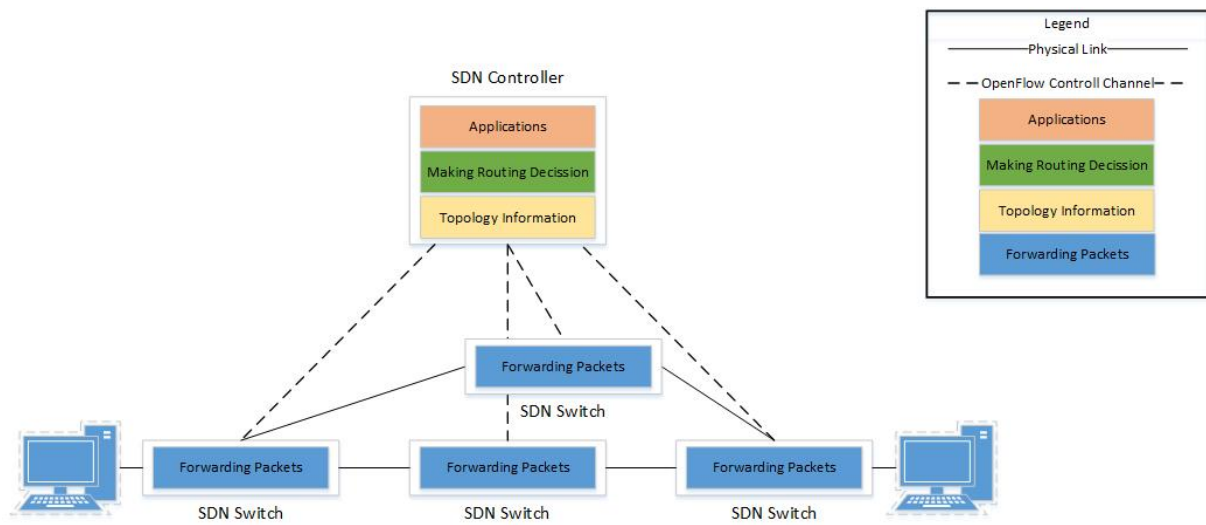 Legend
Physical Link
OpenFlow Controll Channel
Applications
Making Routing Decission
Topology Information
Forwarding Packets
SDN Controller
Applications
Making Routing Decission
Topology Information
Forwarding Packets
SDN Switch
Forwarding Packets
Forwarding Packets
Forwarding Packets
SDN Switch
SDN Switch
SDN Switch